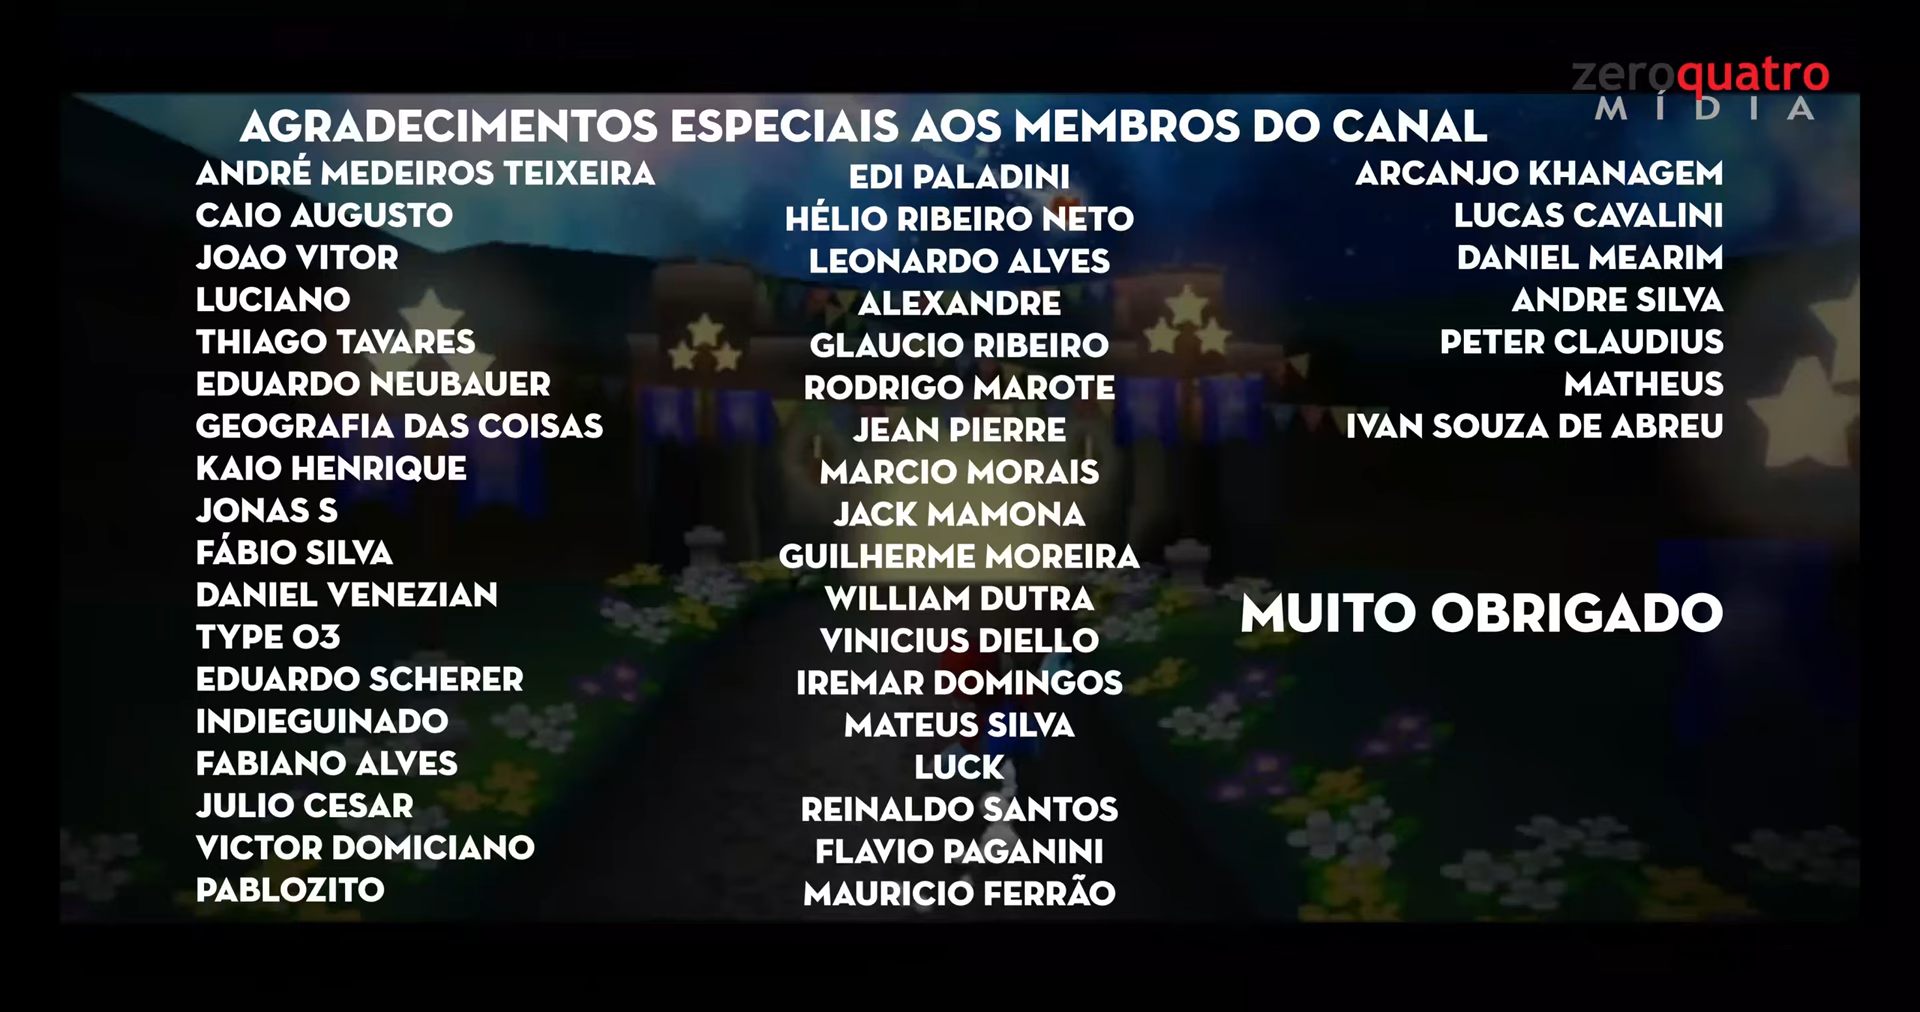 zeroquatro
MÍDIA
AGRADECIMENTOS ESPECIAIS AOS MEMBROS DO CANAL
ANDRÉ MEDEIROS TEIXEIRA
CAIO AUGUSTO
JOAO VITOR
LUCIANO
THIAGO TAVARES
EDUARDO NEUBAUER
GEOGRAFIA DAS COISAS
KAIO HENRIQUE
JONAS S
FÁBIO SILVA
DANIEL VENEZIAN
TYPE 03
EDUARDO SCHERER
INDIEGUINADO
FABIANO ALVES
JULIO CESAR
VICTOR DOMICIANO
PABLOZITO
EDI PALADINI
HÉLIO RIBEIRO NETO
LEONARDO ALVES
ALEXANDRE
GLAUCIO RIBEIRO
RODRIGO MAROTE
JEAN PIERRE
MARCIO MORAIS
JACK MAMONA
GUILHERME MOREIRA
WILLIAM DUTRA
VINICIUS DIELLO
IREMAR DOMINGOS
MATEUS SILVA
LUCK
REINALDO SANTOS
FLAVIO PAGANINI
MAURICIO FERRÃO
ARCANJO KHANAGEM
LUCAS CAVALINI
DANIEL MEARIM
ANDRE SILVA
PETER CLAUDIUS
MATHEUS
IVAN SOUZA DE ABREU
MUITO OBRIGADO